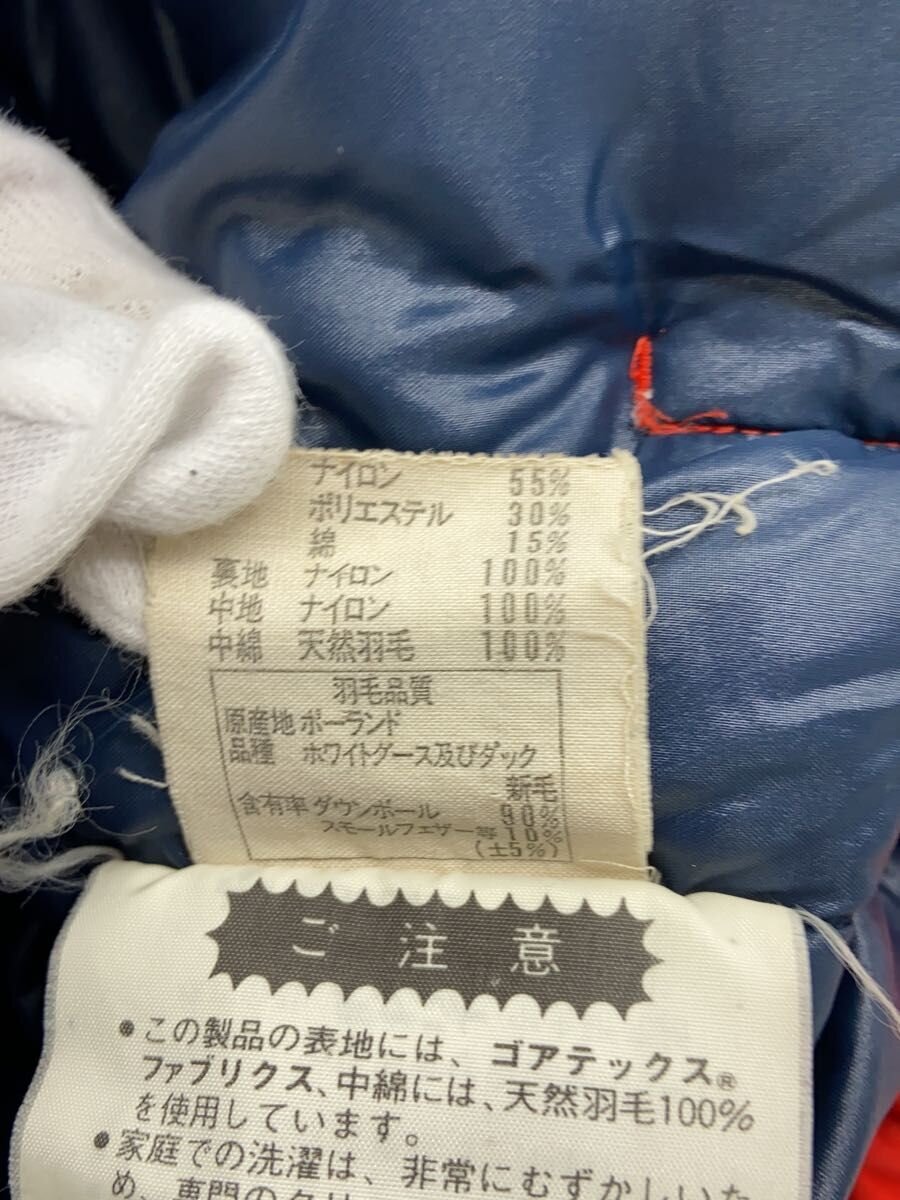 ナイロン 55%
ポリエステル 30%
綿 15%
裏地 ナイロン 100%
中地 ナイロン 100%
中綿 天然羽毛 100%
羽毛品質
原産地 ポーランド
品種 ホワイトグース及びダック
新毛
含有率 ダウンボール 90%
スモールフェザー等 10%
(±5%)
ご注意
•この製品の表地には、ゴアテックス®
ファブリクス、中綿には、天然羽毛100%
を使用しています。
•家庭での洗濯は、非常にむずかしいた
め、専門のクリ